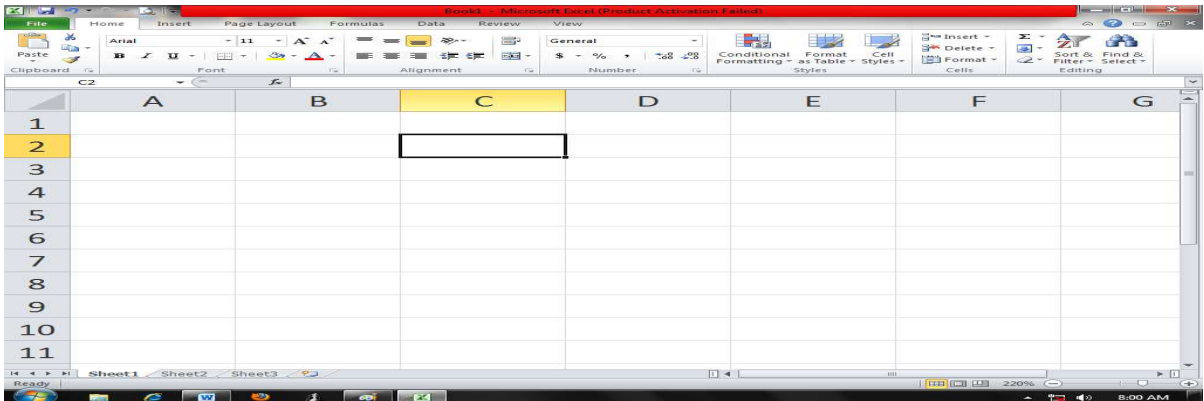 Book1 - Microsoft Excel (Product Activation Failed)
File Home Insert Page Layout Formulas Data Review View
Paste
Arial 11
B I U
General
$ % ,
Conditional Formatting
Format as Table
Cell Styles
Insert
Delete
Format
Σ
Sort & Filter
Find & Select
Clipboard Font Alignment Number Styles Cells Editing
C2 fx
A B C D E F G
1
2
3
4
5
6
7
8
9
10
11
Sheet1 Sheet2 Sheet3
Ready 220%
8:00 AM